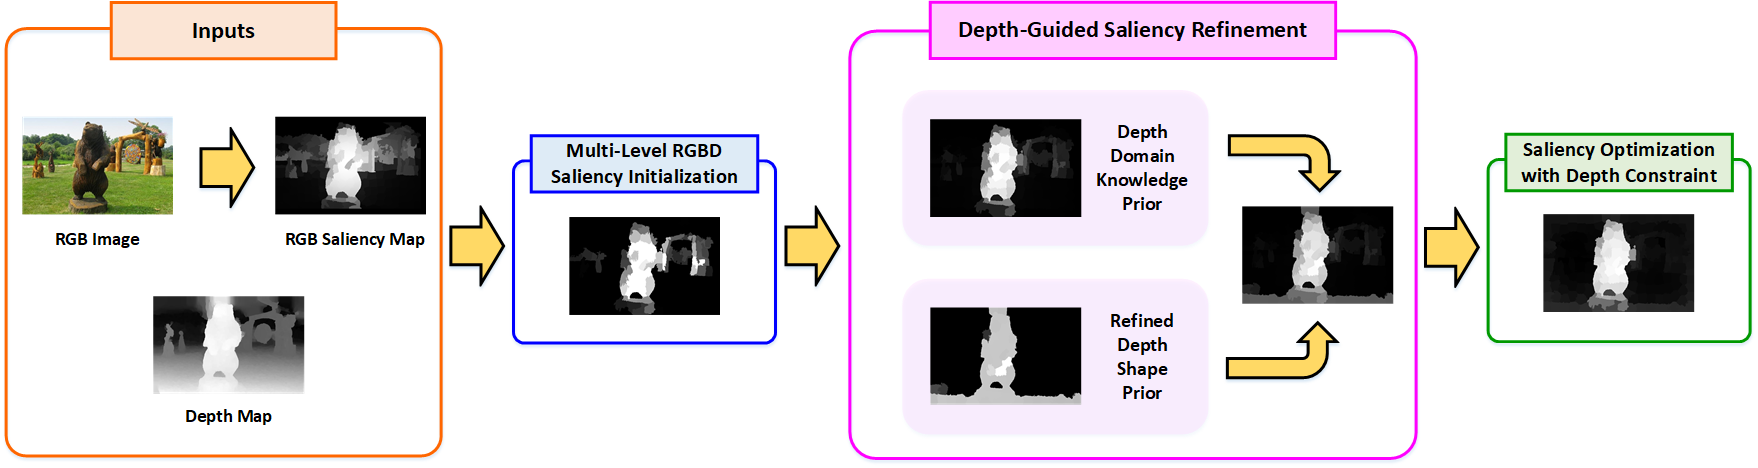 Inputs
RGB Image
RGB Saliency Map
Depth Map
Multi-Level RGBD
Saliency Initialization
Depth-Guided Saliency Refinement
Depth
Domain
Knowledge
Prior
Refined
Depth
Shape
Prior
Saliency Optimization
with Depth Constraint